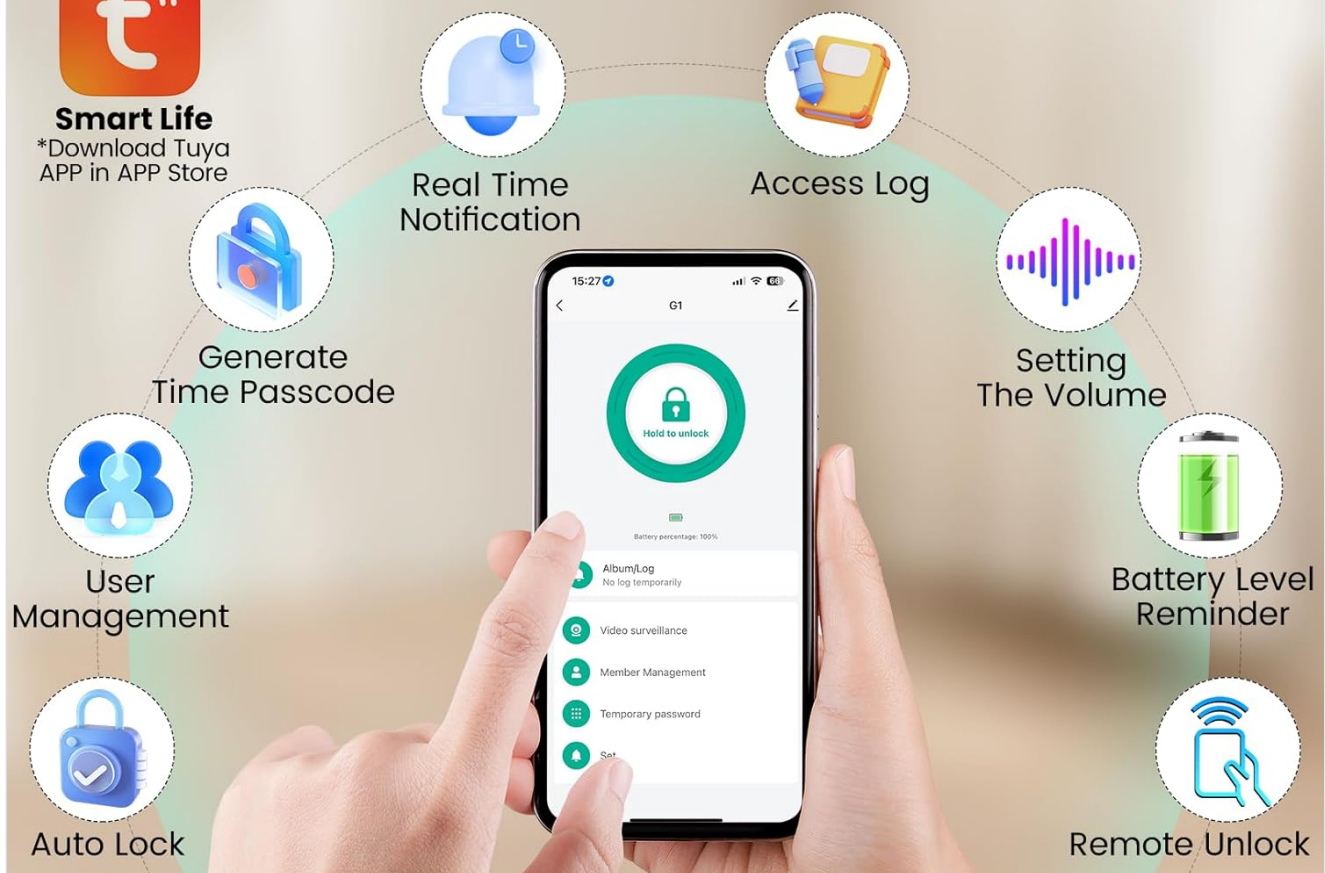 Smart Life
*Download Tuya
APP in APP Store
Real Time
Notification
Access Log
Generate
Time Passcode
Setting
The Volume
User
Management
Battery Level
Reminder
Auto Lock
Remote Unlock
15:27
66
G1
Hold to unlock
Battery percentage: 100%
Album/Log
No log temporarily
Video surveillance
Member Management
Temporary password
Set